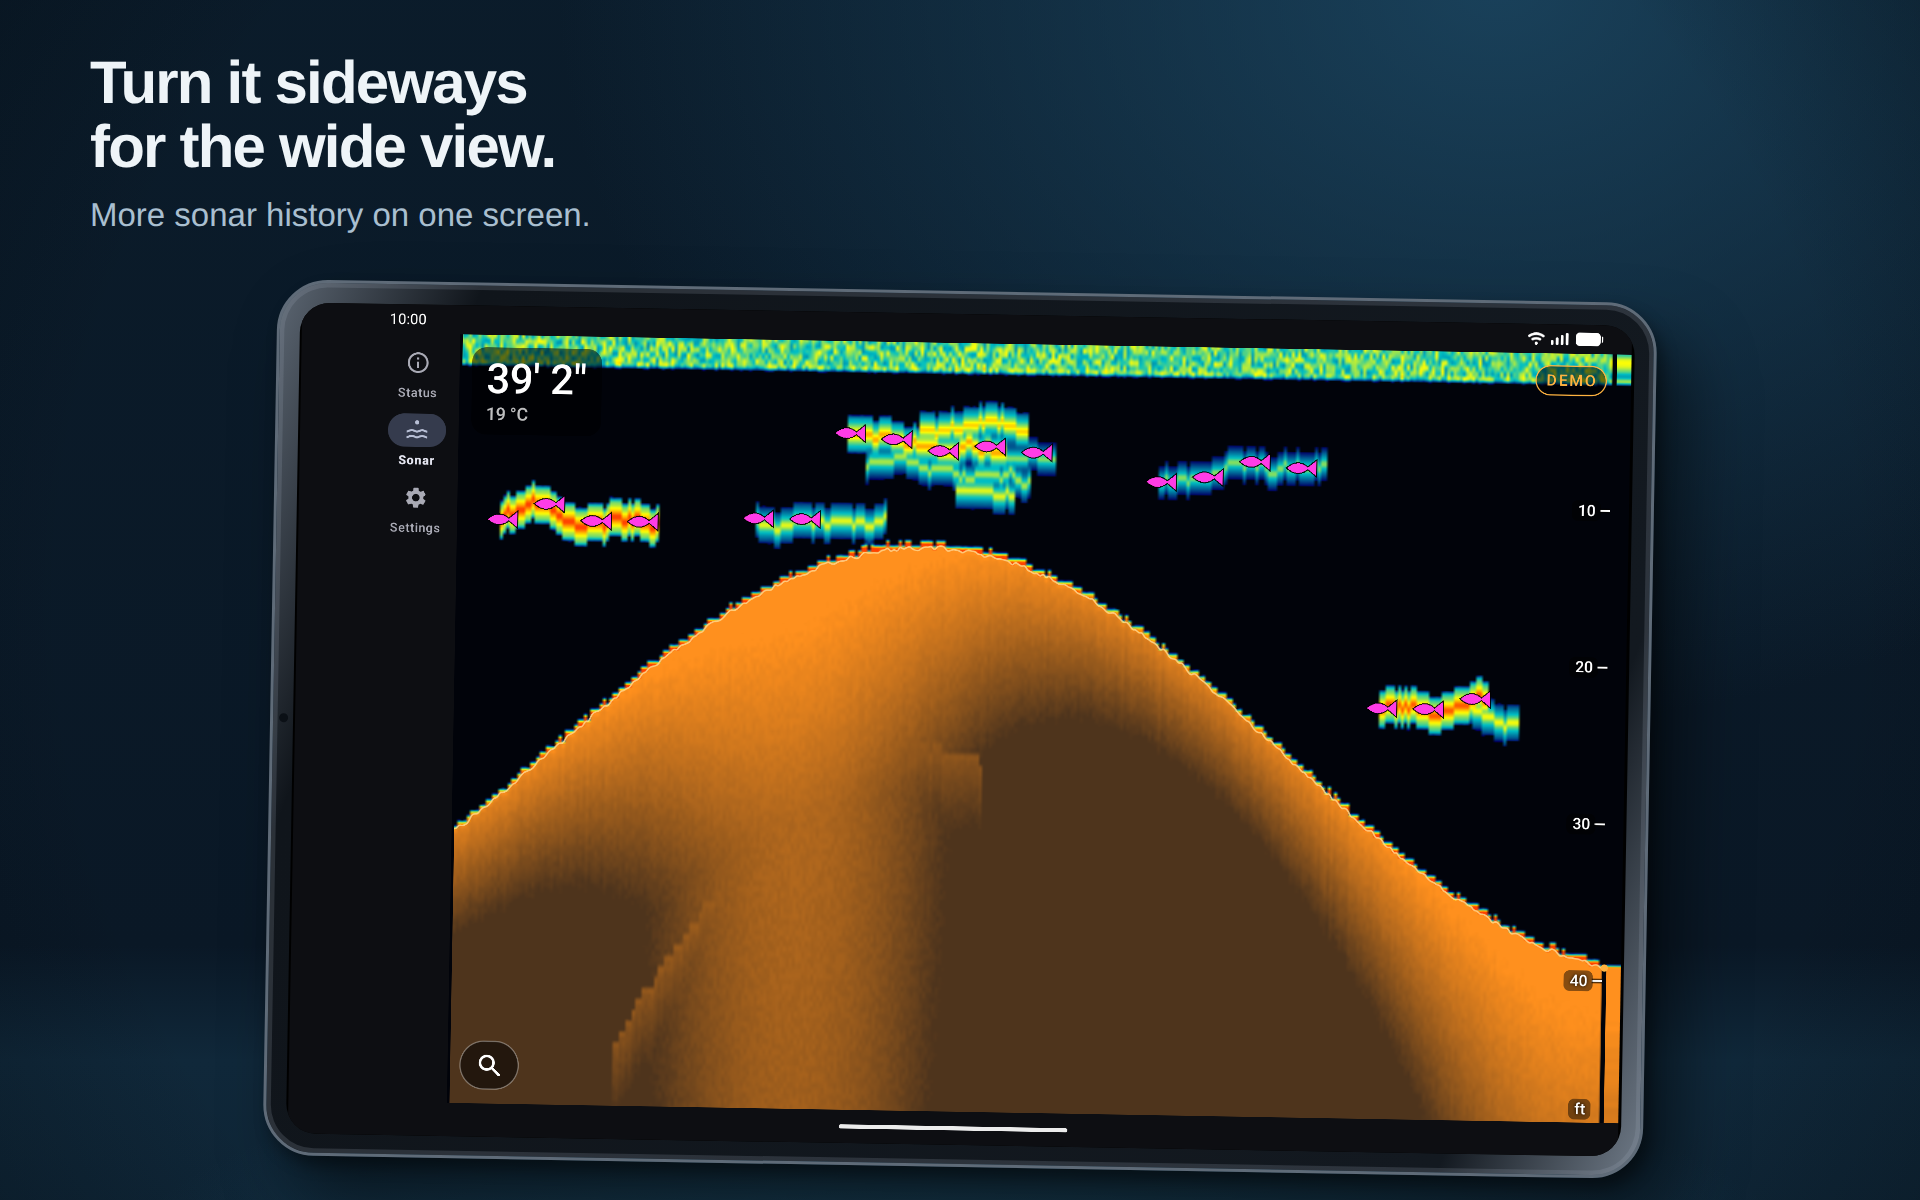 Turn it sideways
for the wide view.
More sonar history on one screen.
10:00
Status
Sonar
Settings
39' 2"
19 °C
DEMO
10
20
30
40
ft